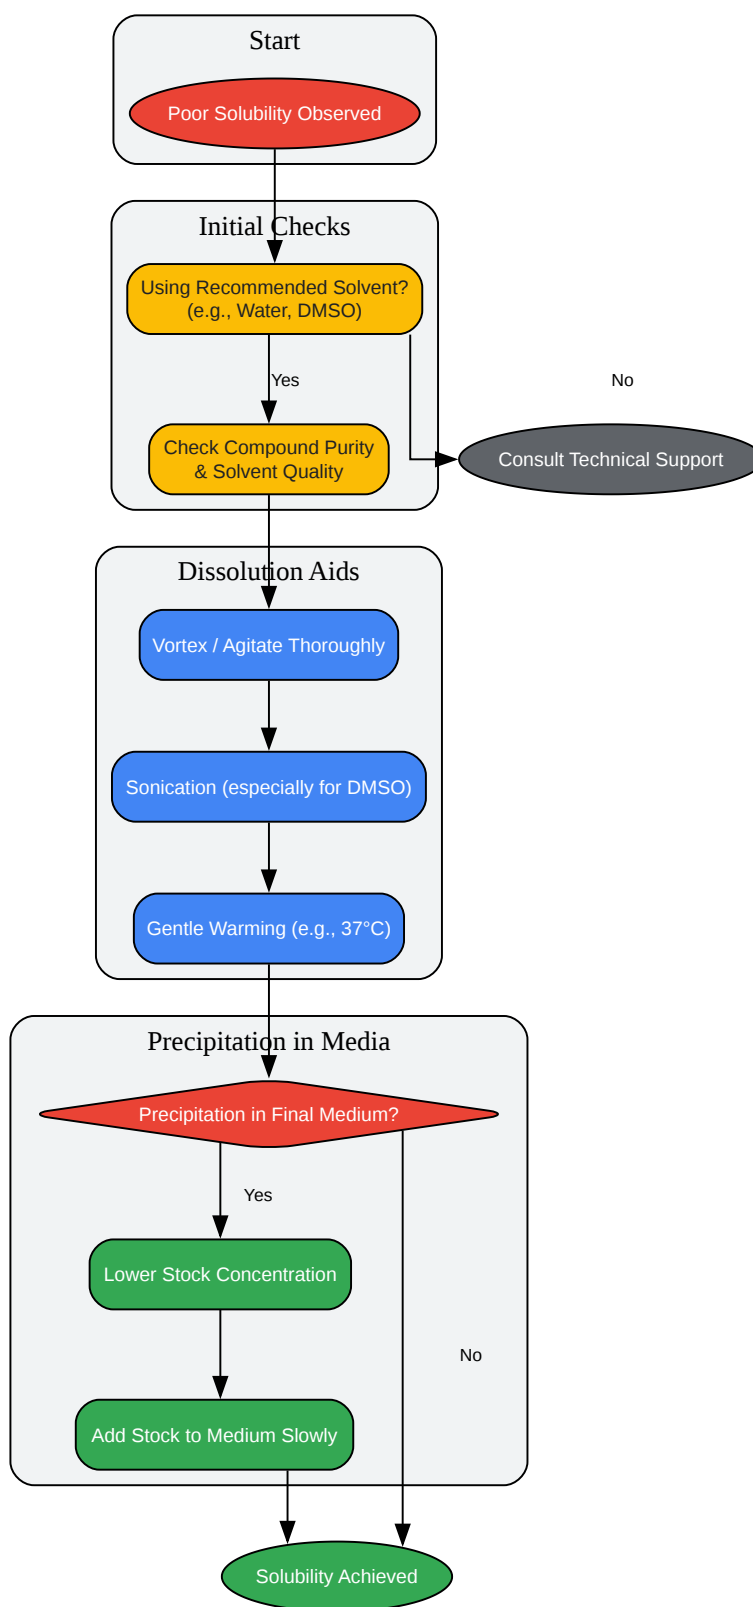 Start
Poor Solubility Observed
Initial Checks
Using Recommended Solvent?
(e.g., Water, DMSO)
Yes
No
Check Compound Purity
& Solvent Quality
Consult Technical Support
Dissolution Aids
Vortex / Agitate Thoroughly
Sonication (especially for DMSO)
Gentle Warming (e.g., 37°C)
Precipitation in Media
Precipitation in Final Medium?
Yes
Lower Stock Concentration
No
Add Stock to Medium Slowly
Solubility Achieved